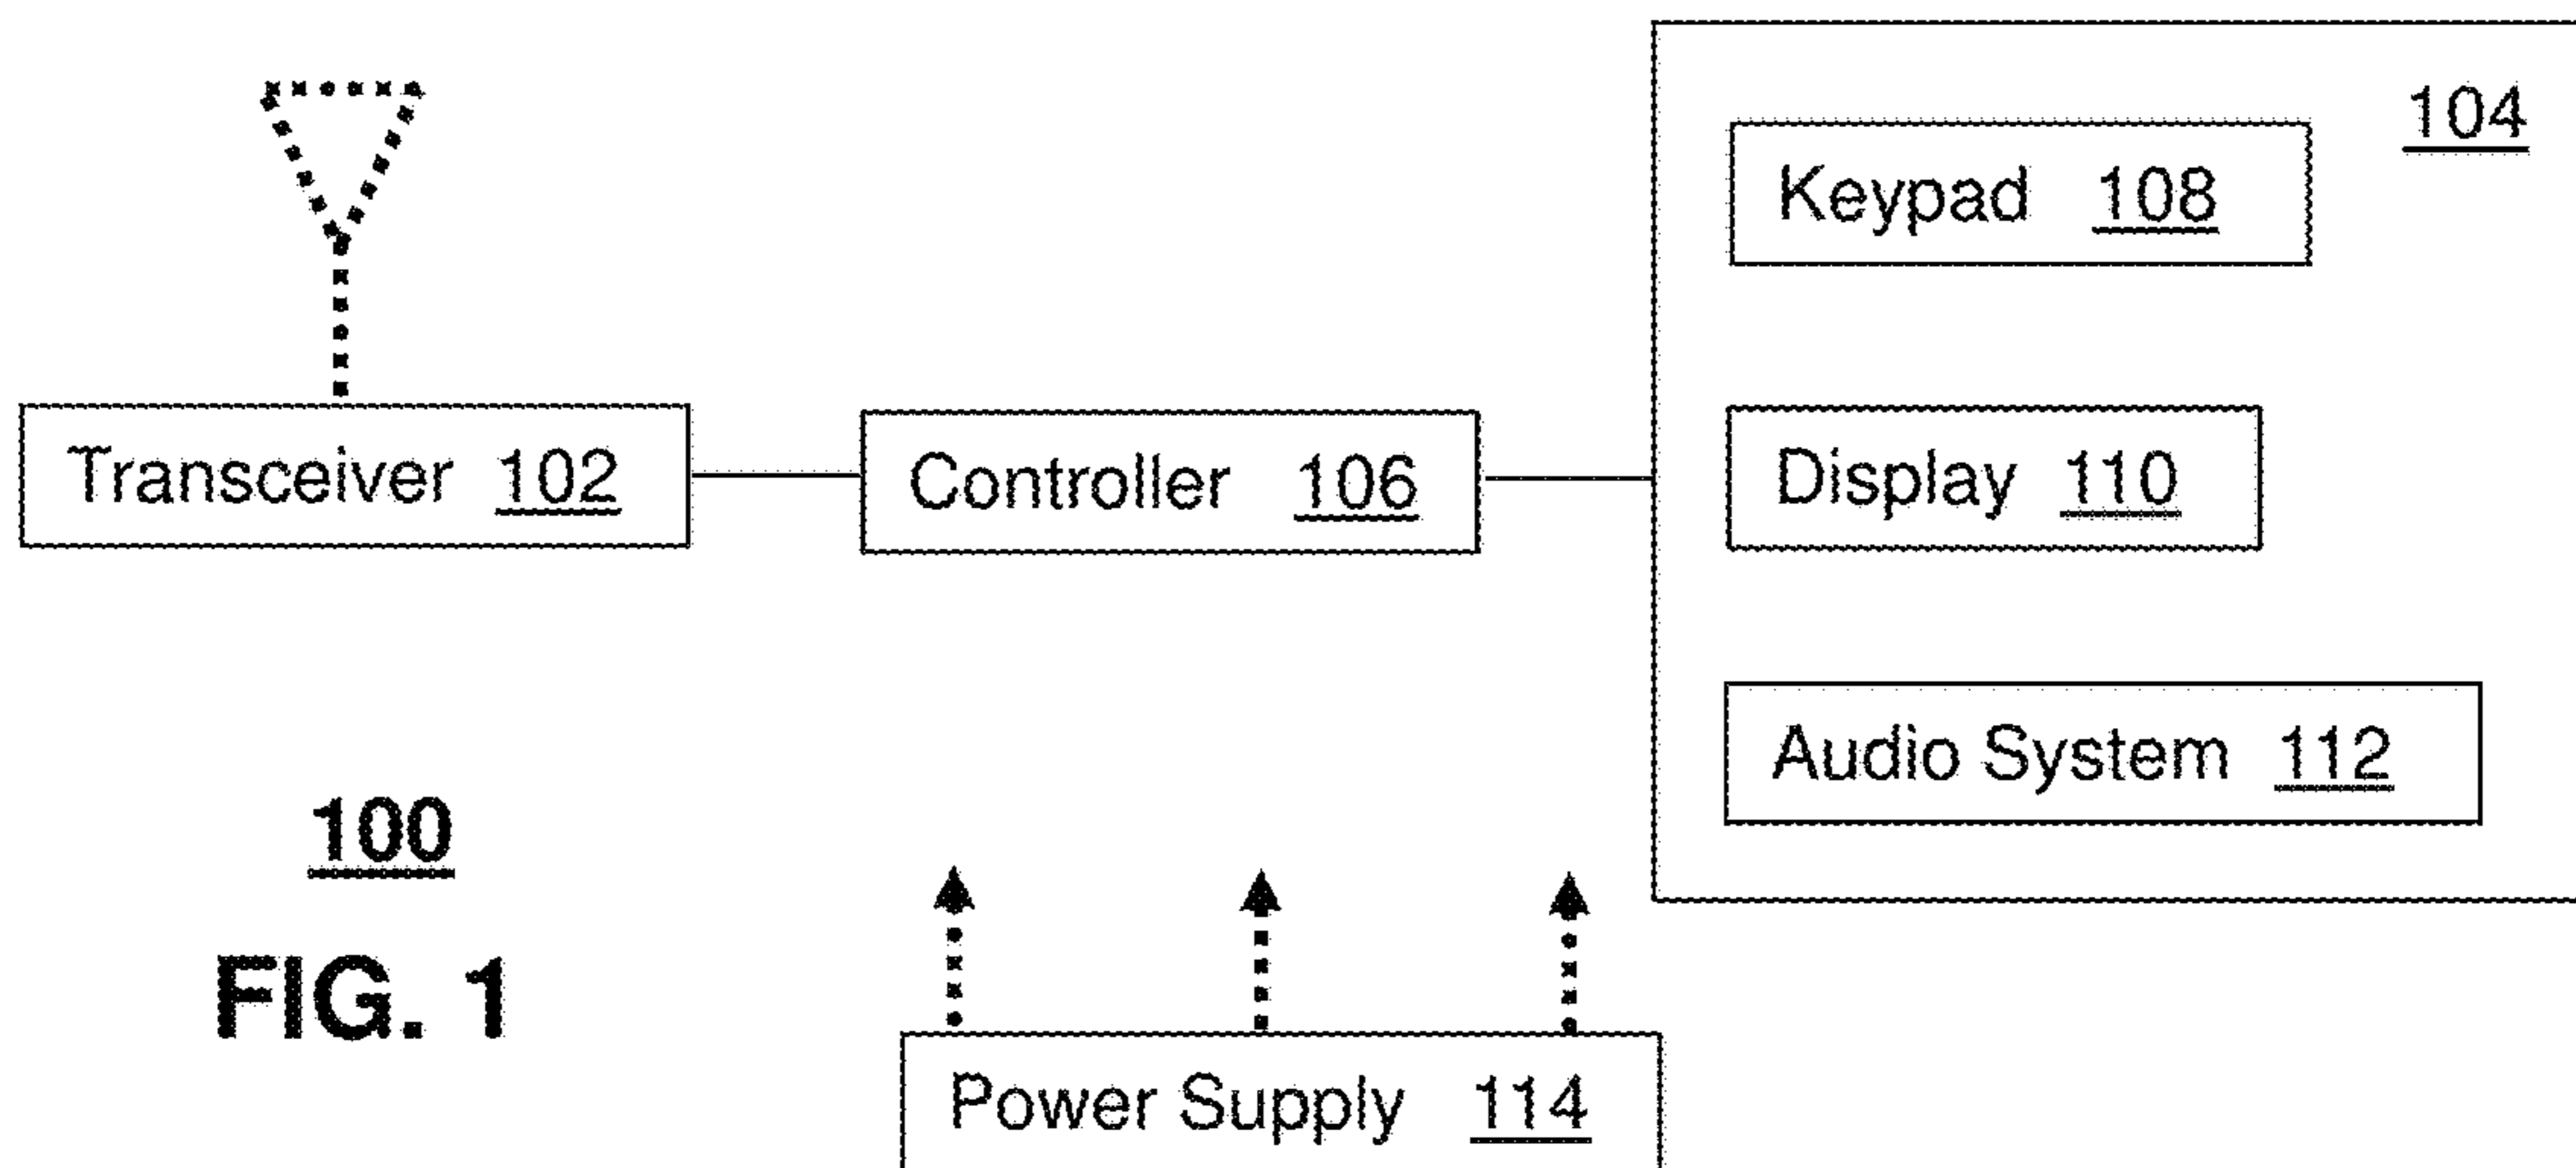 104
Keypad 108
Transceiver 102
Controller 106
Display 110
Audio System 112
100
FIG. 1
Power Supply 114